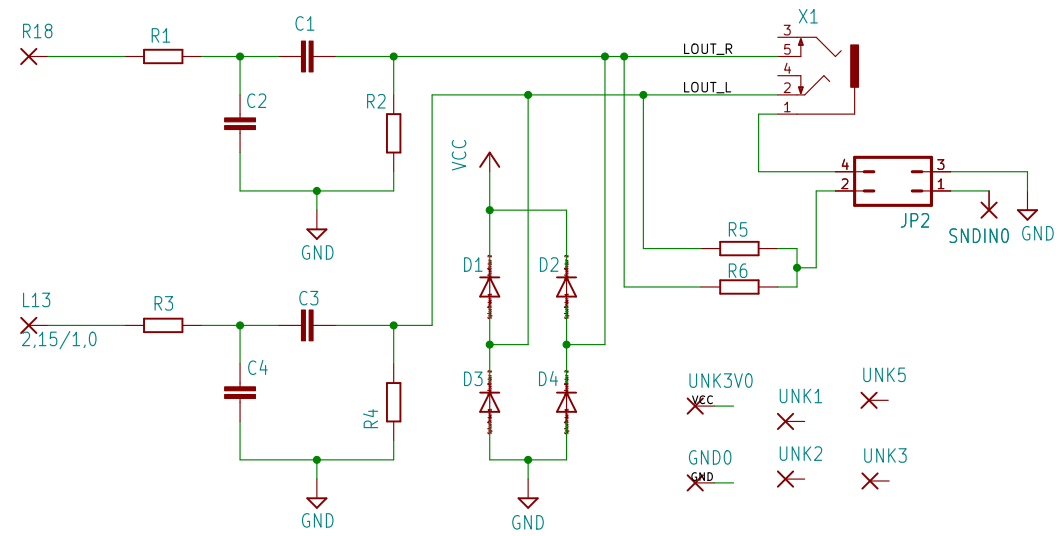 X1
R18
R1
C1
3
LOUT_R
5
4
LOUT_L
2
C2
R2
1
VCC
4
3
2
1
JP2
SNDIN0
GND
R5
GND
D1
D2
R6
L13
R3
C3
2,15/1,0
C4
D3
D4
UNK3V0
VCC
UNK1
UNK5
R4
GND0
GND
UNK2
UNK3
GND
GND